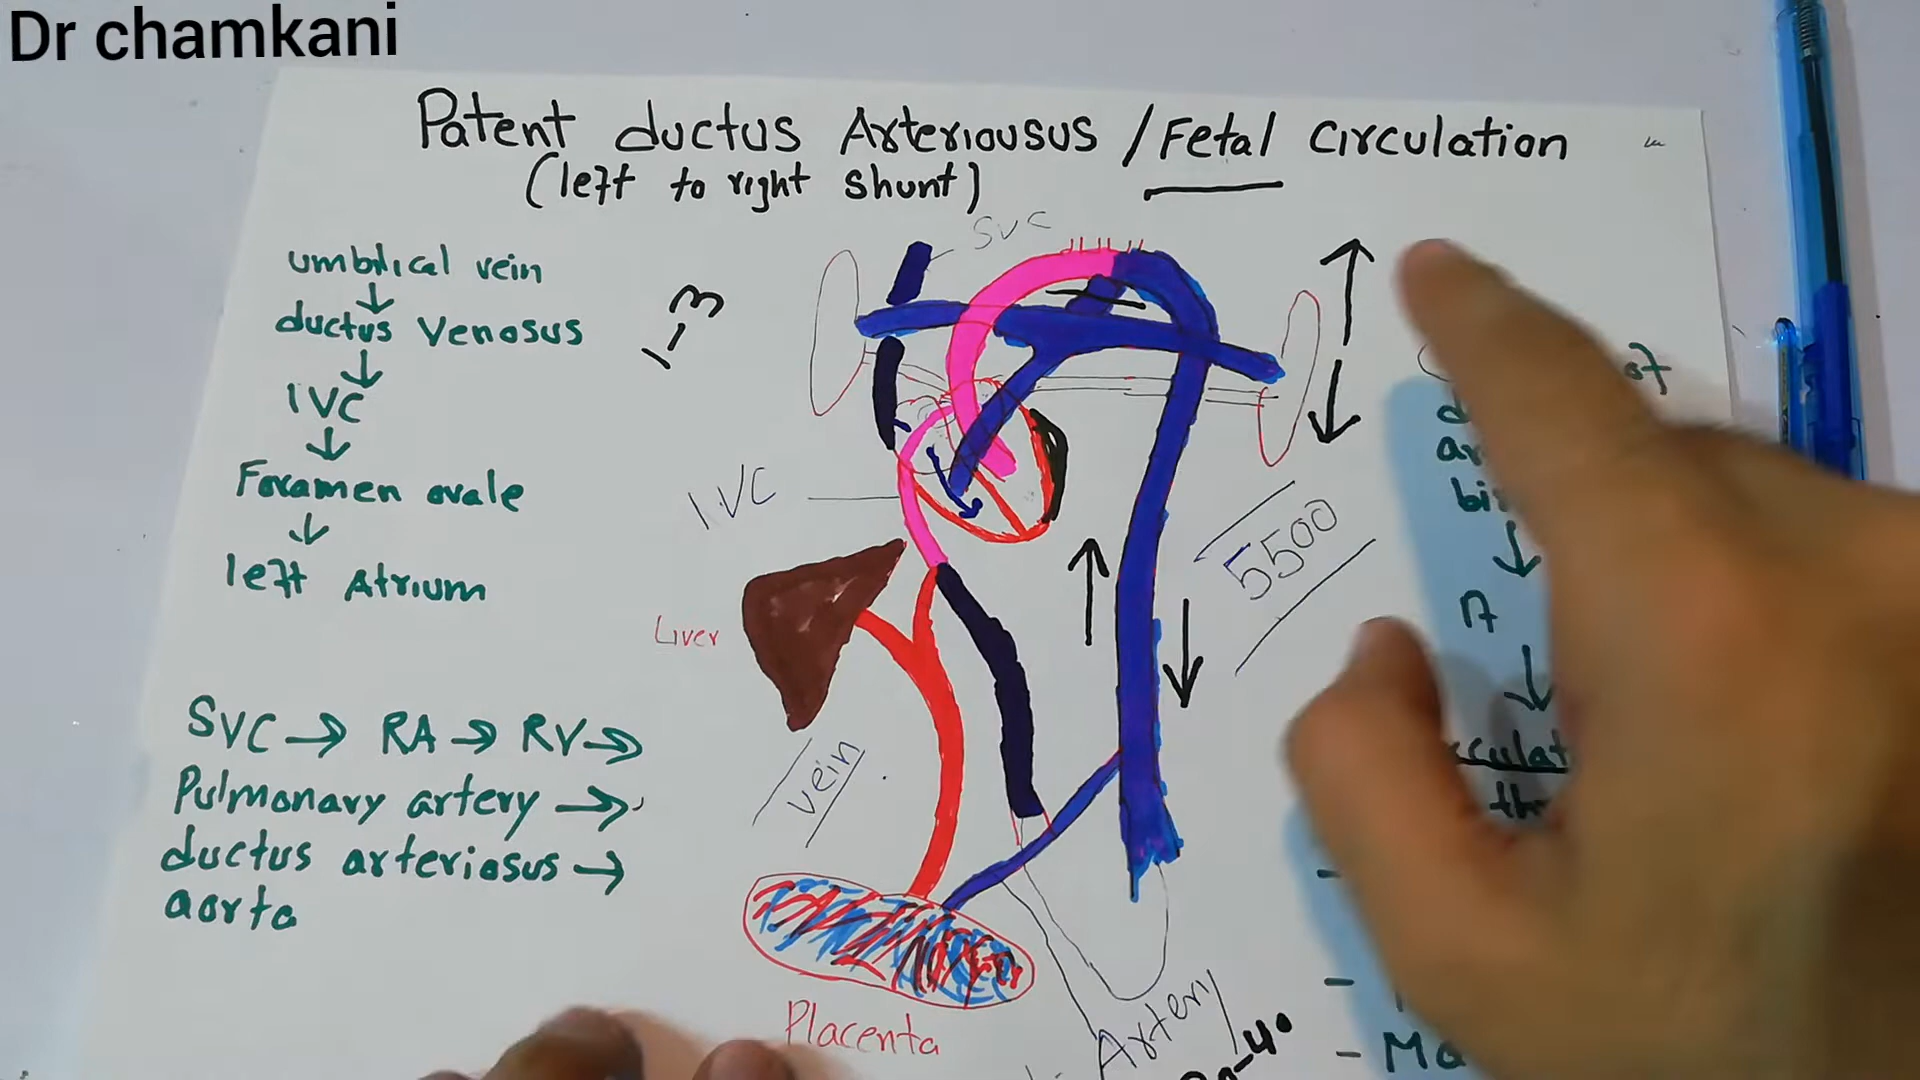 Dr chamkani
Patent ductus Arteriousus / Fetal Circulation
(left to right shunt)
SVC
umbilical vein
↓
ductus Venosus
↓
IVC
↓
Foramen ovale
↓
left Atrium
1-3
IVC
5500
Liver
vein
SVC → RA → RV →
Pulmonary artery →
ductus arteriosus →
aorta
Placenta
Artery
of